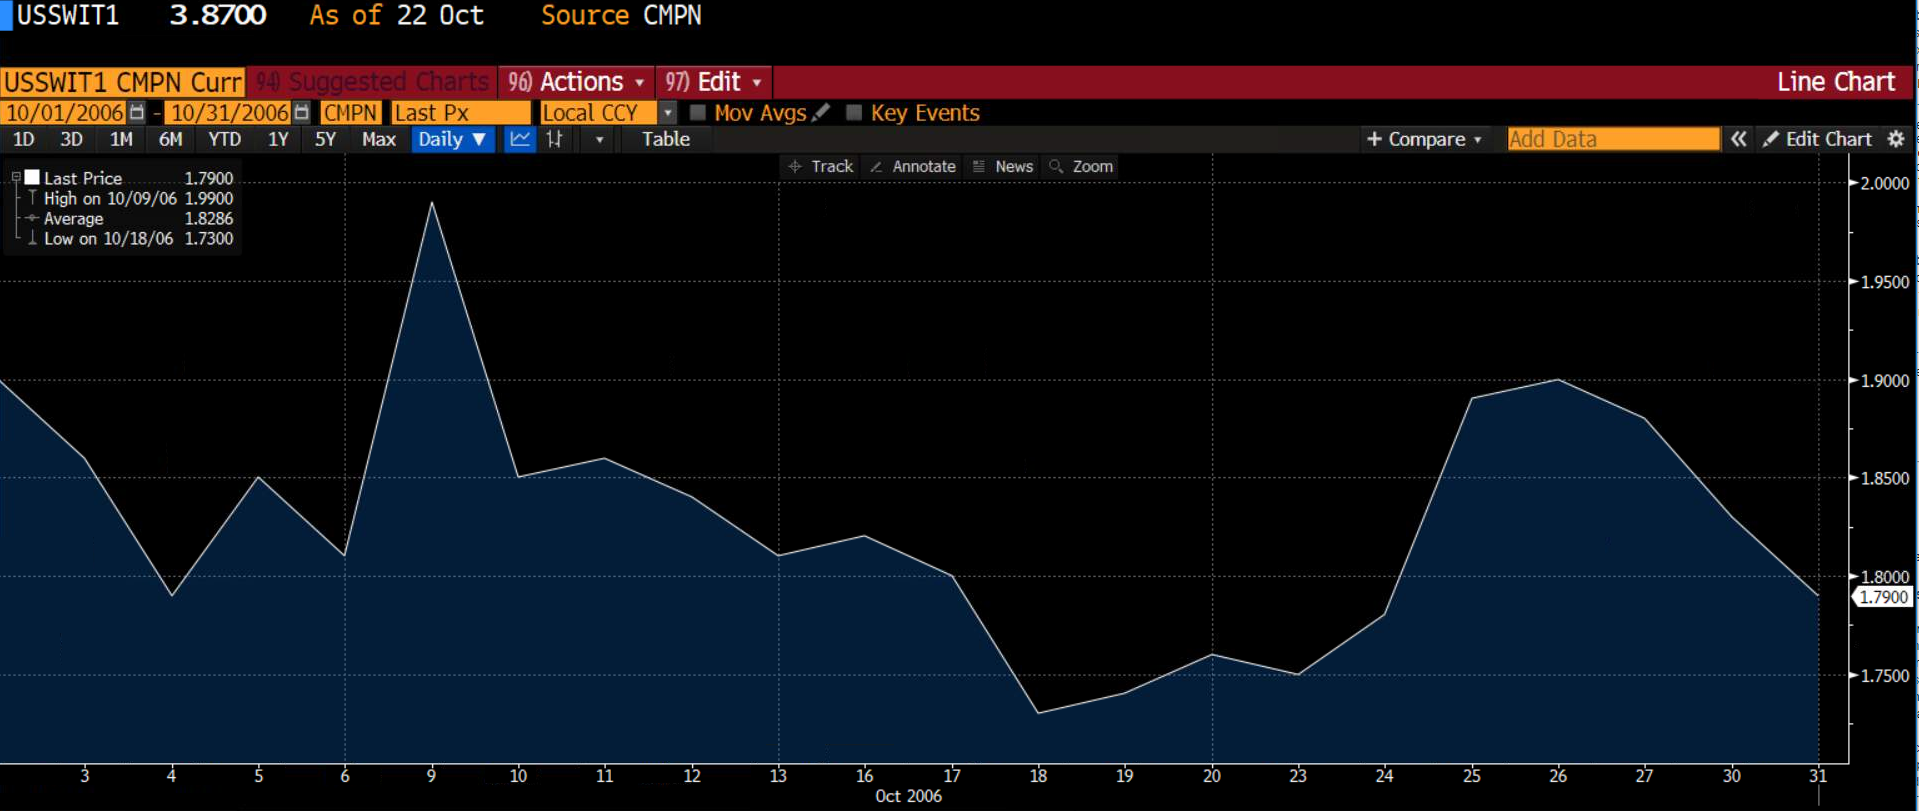 USSWIT1 3.8700 As of 22 Oct Source CMPN
USSWIT1 CMPN Curr 94) Suggested Charts 96) Actions 97) Edit Line Chart
10/01/2006 - 10/31/2006 CMPN Last Px Local CCY Mov Avgs Key Events
1D 3D 1M 6M YTD 1Y 5Y Max Daily ▼ Table + Compare Add Data « Edit Chart
Track Annotate News Zoom
Last Price 1.7900
High on 10/09/06 1.9900
Average 1.8286
Low on 10/18/06 1.7300
2.0000
1.9500
1.9000
1.8500
1.8000
1.7900
1.7500
3 4 5 6 9 10 11 12 13 16 17 18 19 20 23 24 25 26 27 30 31
Oct 2006